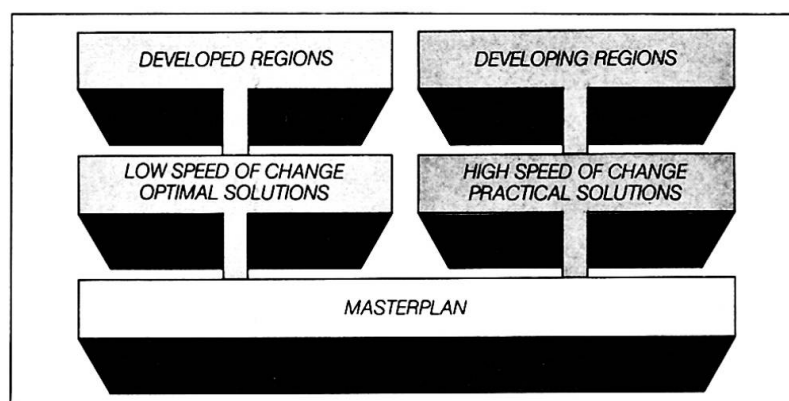 DEVELOPED REGIONS
DEVELOPING REGIONS
LOW SPEED OF CHANGE
OPTIMAL SOLUTIONS
HIGH SPEED OF CHANGE
PRACTICAL SOLUTIONS
MASTERPLAN